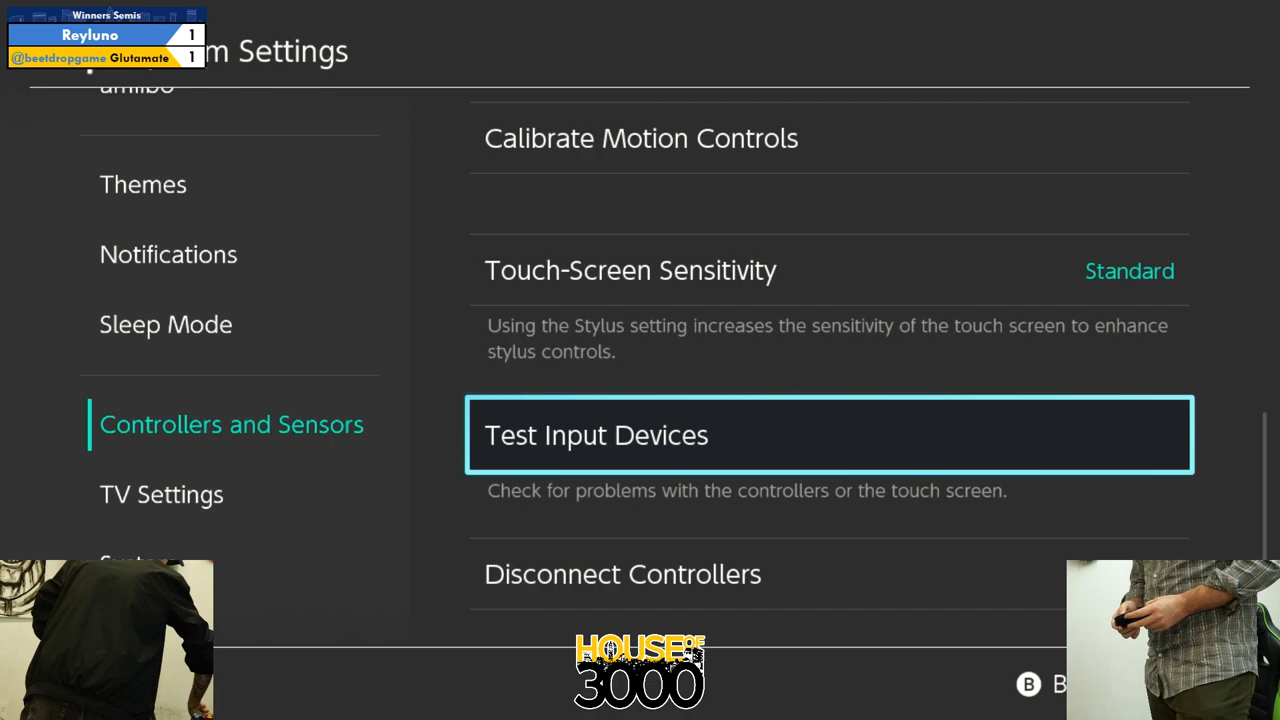 Winners Semis
Reyluno 1
@beetdropgame Glutamate 1
m Settings
amiibo
Themes
Notifications
Sleep Mode
Controllers and Sensors
TV Settings
System
Calibrate Motion Controls
Touch-Screen Sensitivity Standard
Using the Stylus setting increases the sensitivity of the touch screen to enhance
stylus controls.
Test Input Devices
Check for problems with the controllers or the touch screen.
Disconnect Controllers
HOUSE OF
3000
B B